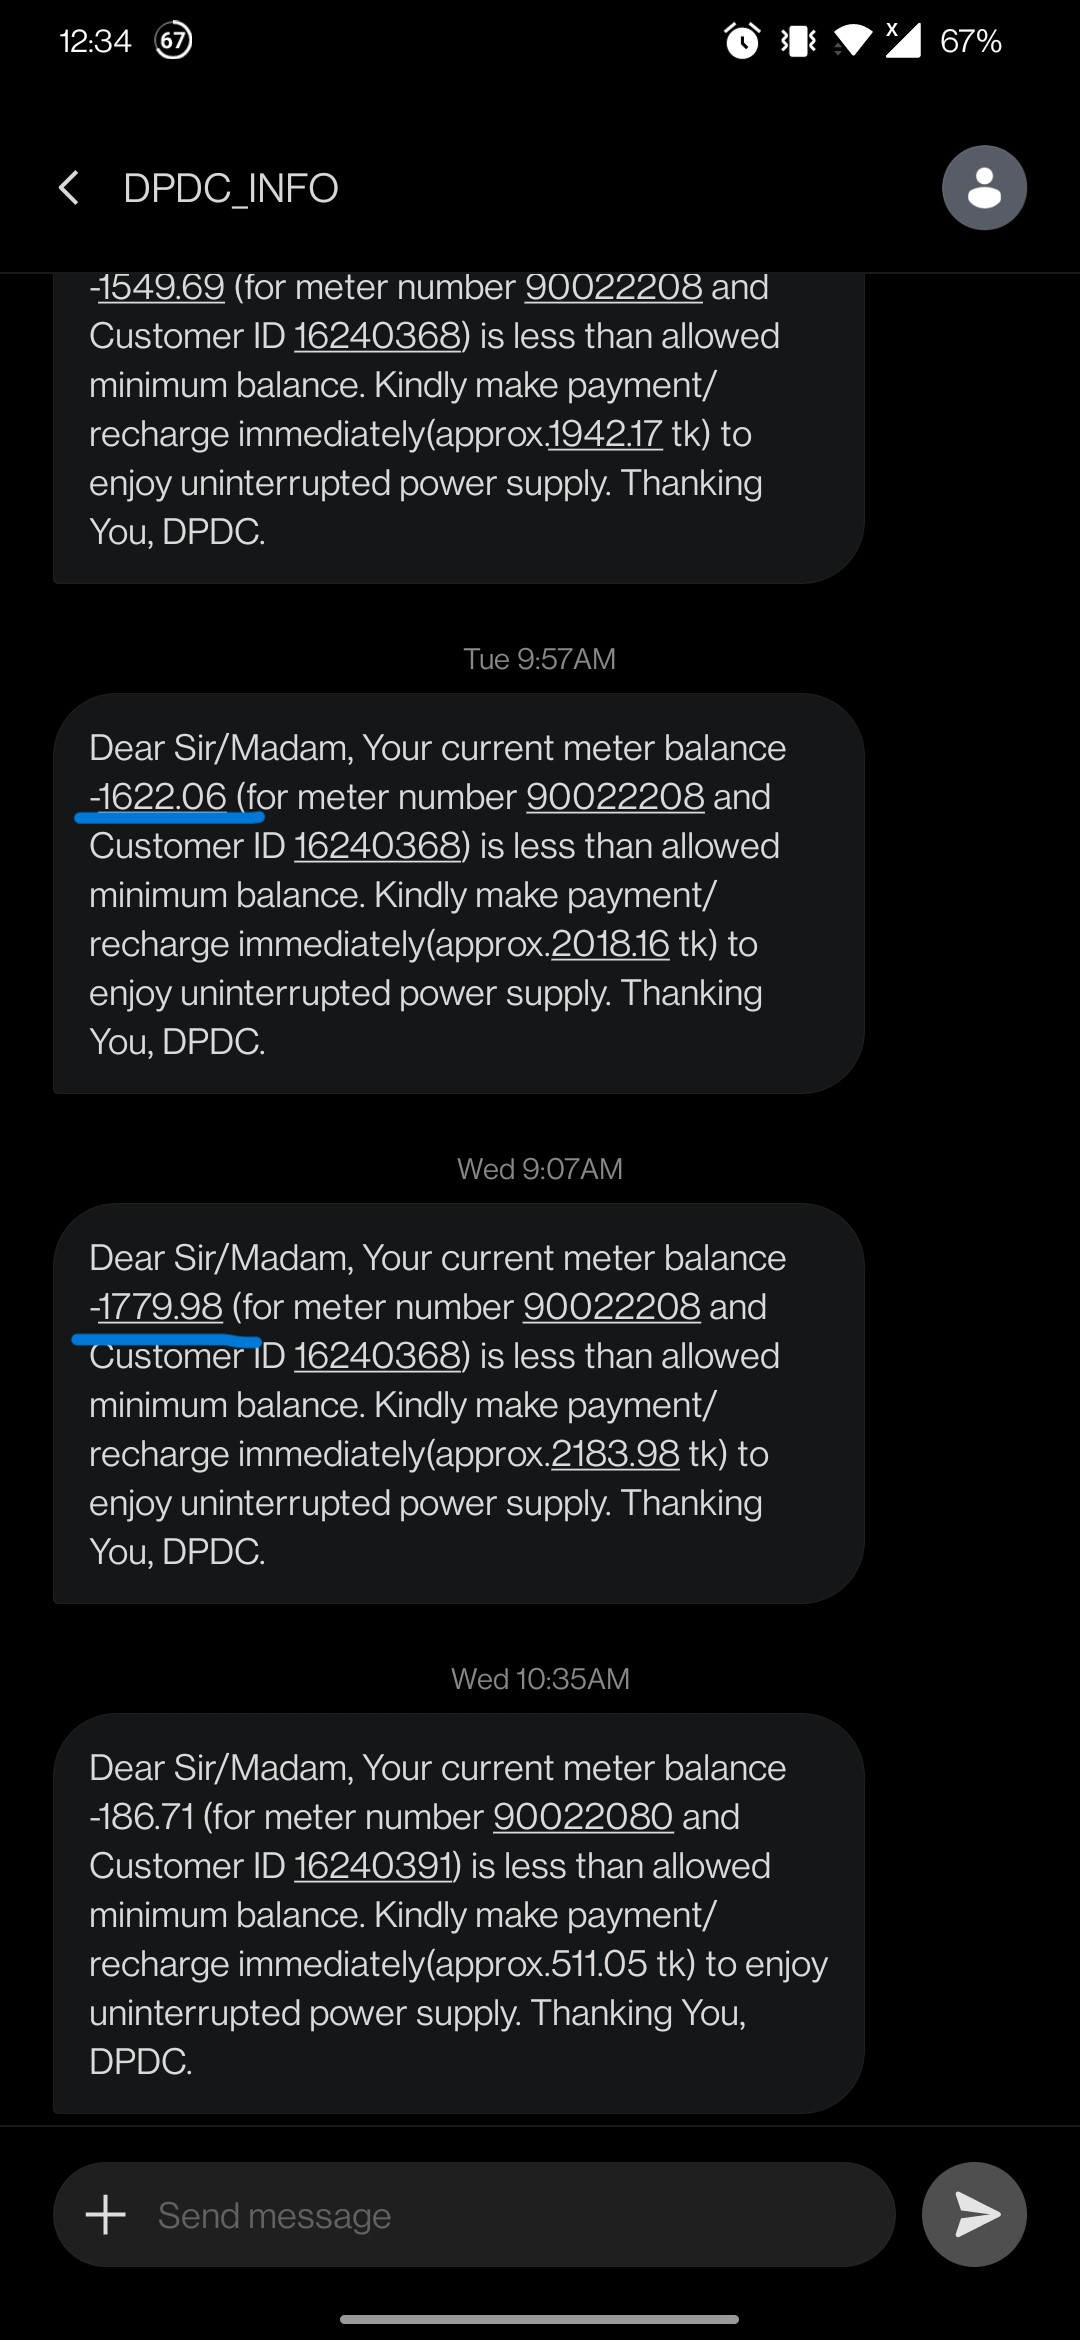 12:34 67 67%
DPDC_INFO
-1549.69 (for meter number 90022208 and
Customer ID 16240368) is less than allowed
minimum balance. Kindly make payment/
recharge immediately(approx.1942.17 tk) to
enjoy uninterrupted power supply. Thanking
You, DPDC.
Tue 9:57AM
Dear Sir/Madam, Your current meter balance
-1622.06 (for meter number 90022208 and
Customer ID 16240368) is less than allowed
minimum balance. Kindly make payment/
recharge immediately(approx.2018.16 tk) to
enjoy uninterrupted power supply. Thanking
You, DPDC.
Wed 9:07AM
Dear Sir/Madam, Your current meter balance
-1779.98 (for meter number 90022208 and
Customer ID 16240368) is less than allowed
minimum balance. Kindly make payment/
recharge immediately(approx.2183.98 tk) to
enjoy uninterrupted power supply. Thanking
You, DPDC.
Wed 10:35AM
Dear Sir/Madam, Your current meter balance
-186.71 (for meter number 90022080 and
Customer ID 16240391) is less than allowed
minimum balance. Kindly make payment/
recharge immediately(approx.511.05 tk) to enjoy
uninterrupted power supply. Thanking You,
DPDC.
Send message